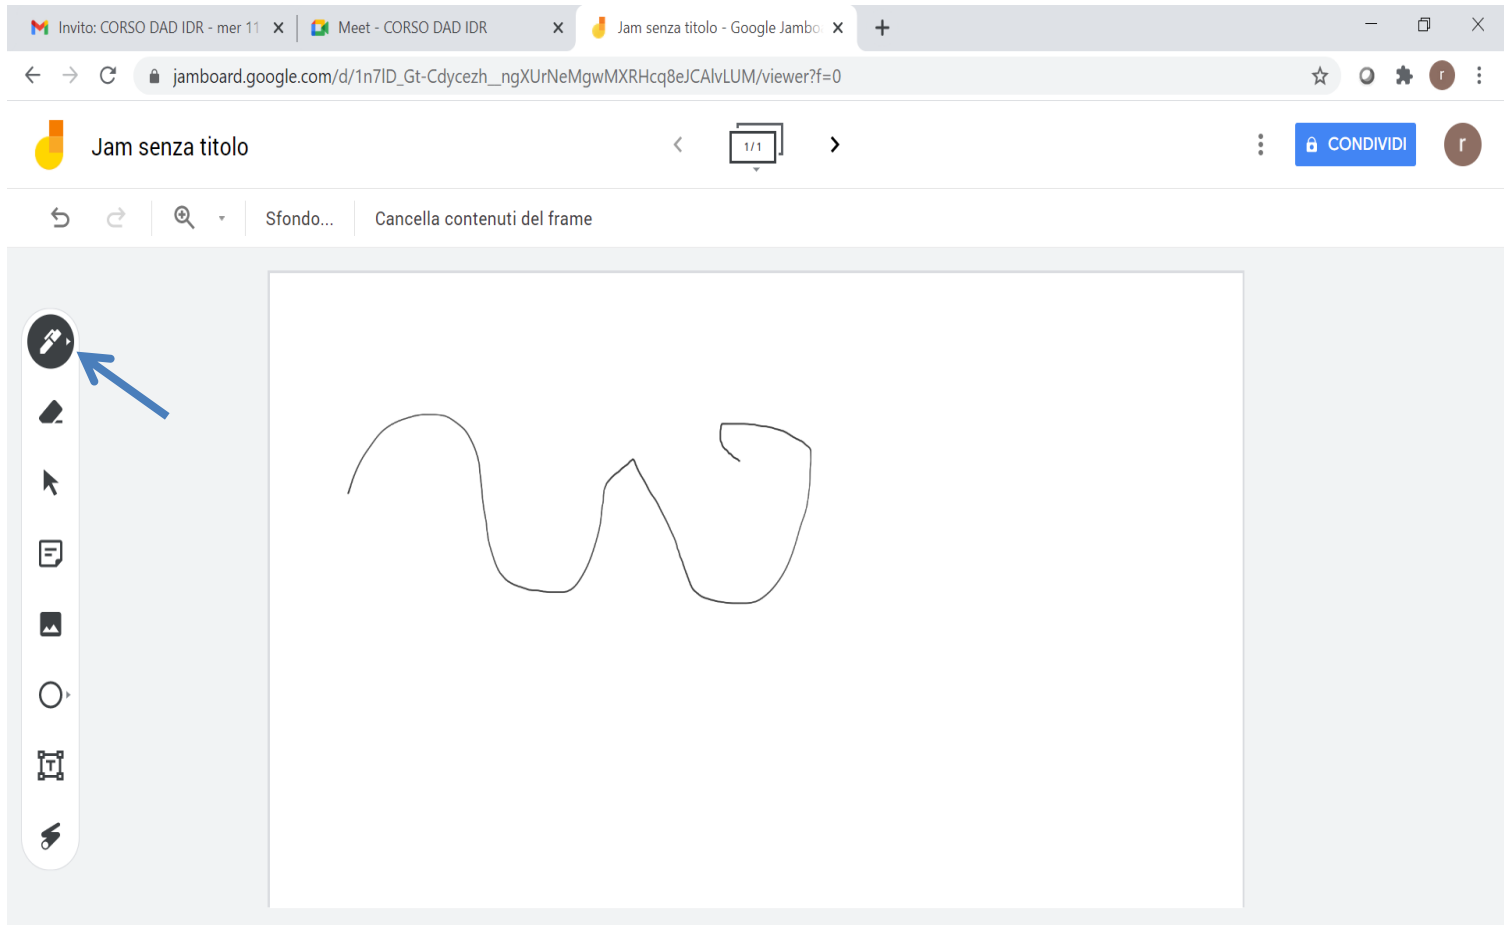 Invito: CORSO DAD IDR - mer 11
Meet - CORSO DAD IDR
Jam senza titolo - Google Jambo
jamboard.google.com/d/1n7lD_Gt-Cdycezh__ngXUrNeMgwMXRHcq8eJCAlvLUM/viewer?f=0
r
Jam senza titolo
1/1
CONDIVIDI
r
Sfondo...
Cancella contenuti del frame
T